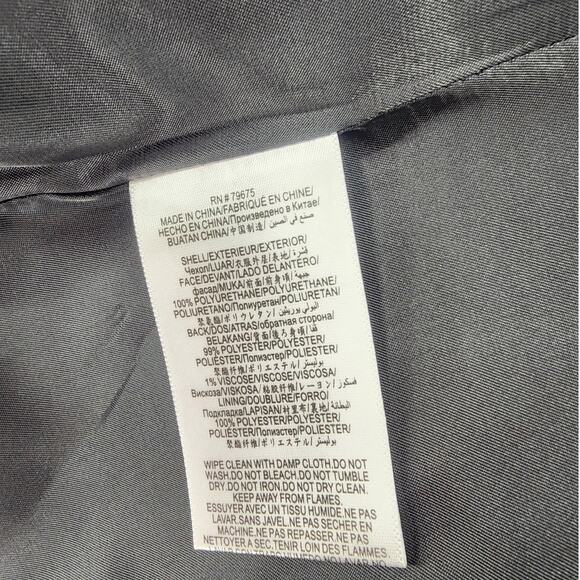 RN# 79675
MADE IN CHINA/FABRIQUÉ EN CHINE/
HECHO EN CHINA/Произведено в Китае/
BUATAN CHINA/中国制造/ صنع في الصين
SHELL/EXTERIEUR/EXTERIOR/
Чехол/LUAR/衣服外层/表地/ قشرة/
FACE/DEVANT/LADO DELANTERO/
фасад/MUKA/前面/前身頃/ جبهة
100% POLYURETHANE/POLYURETHANE/
POLIURETANO/Полиуретан/POLIURETAN/
聚氨酯/ポリウレタン/ البولي يوريثين
BACK/DOS/ATRAS/обратная сторона/
BELAKANG/背面/後ろ身頃/ قفا
99% POLYESTER/POLYESTER/
POLIÉSTER/Полиэстер/POLIESTER/
聚酯纤维/ポリエステル/ بوليستر
1% VISCOSE/VISCOSE/VISCOSA/
Вискоза/VISKOSA/粘胶纤维/レーヨン/ فسكوز
LINING/DOUBLURE/FORRO/
Подкладка/LAPISAN/衬里布/裏地/ البطانة
100% POLYESTER/POLYESTER/
POLIÉSTER/Полиэстер/POLIESTER/
聚酯纤维/ポリエステル/ بوليستر
WIPE CLEAN WITH DAMP CLOTH.DO NOT
WASH.DO NOT BLEACH.DO NOT TUMBLE
DRY.DO NOT IRON.DO NOT DRY CLEAN.
KEEP AWAY FROM FLAMES.
ESSUYER AVEC UN TISSU HUMIDE.NE PAS
LAVER.SANS JAVEL.NE PAS SECHER EN
MACHINE.NE PAS REPASSER.NE PAS
NETTOYER A SEC.TENIR LOIN DES FLAMMES.